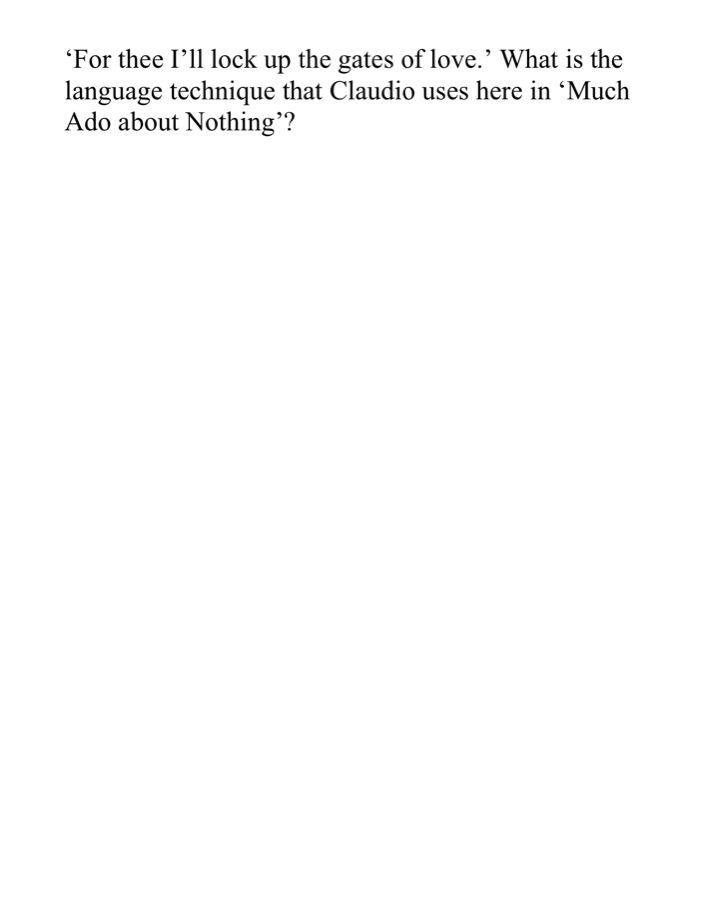 ‘For thee I’ll lock up the gates of love.’ What is the
language technique that Claudio uses here in ‘Much
Ado about Nothing’?